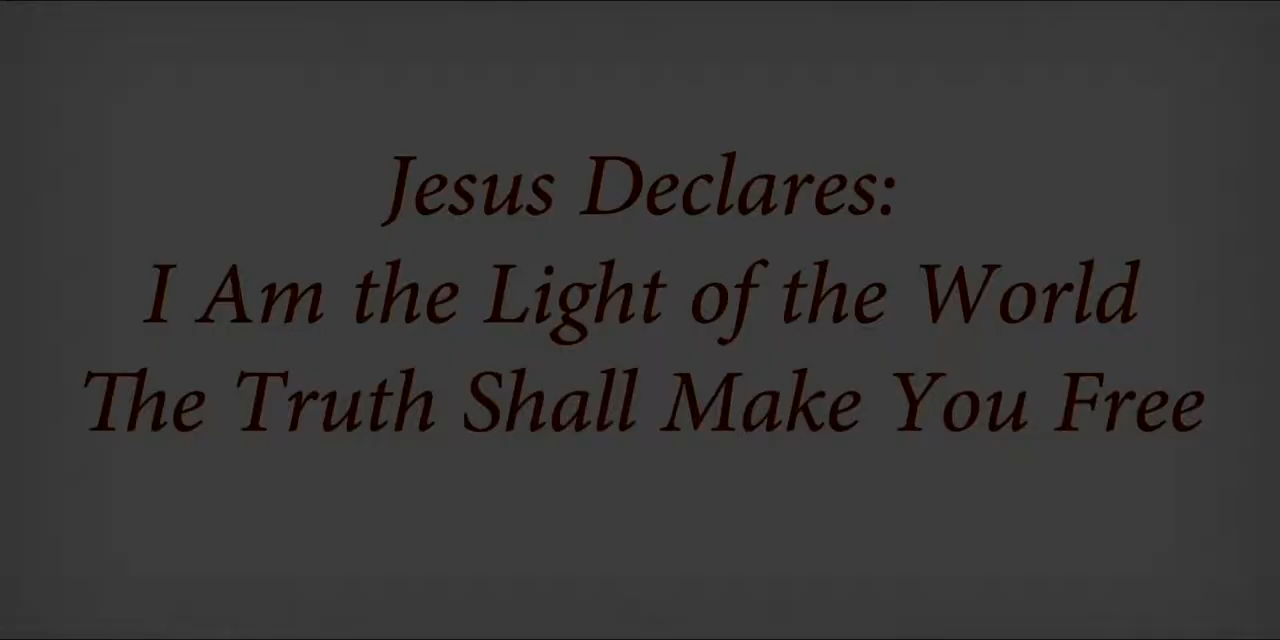 Jesus Declares:
I Am the Light of the World
The Truth Shall Make You Free